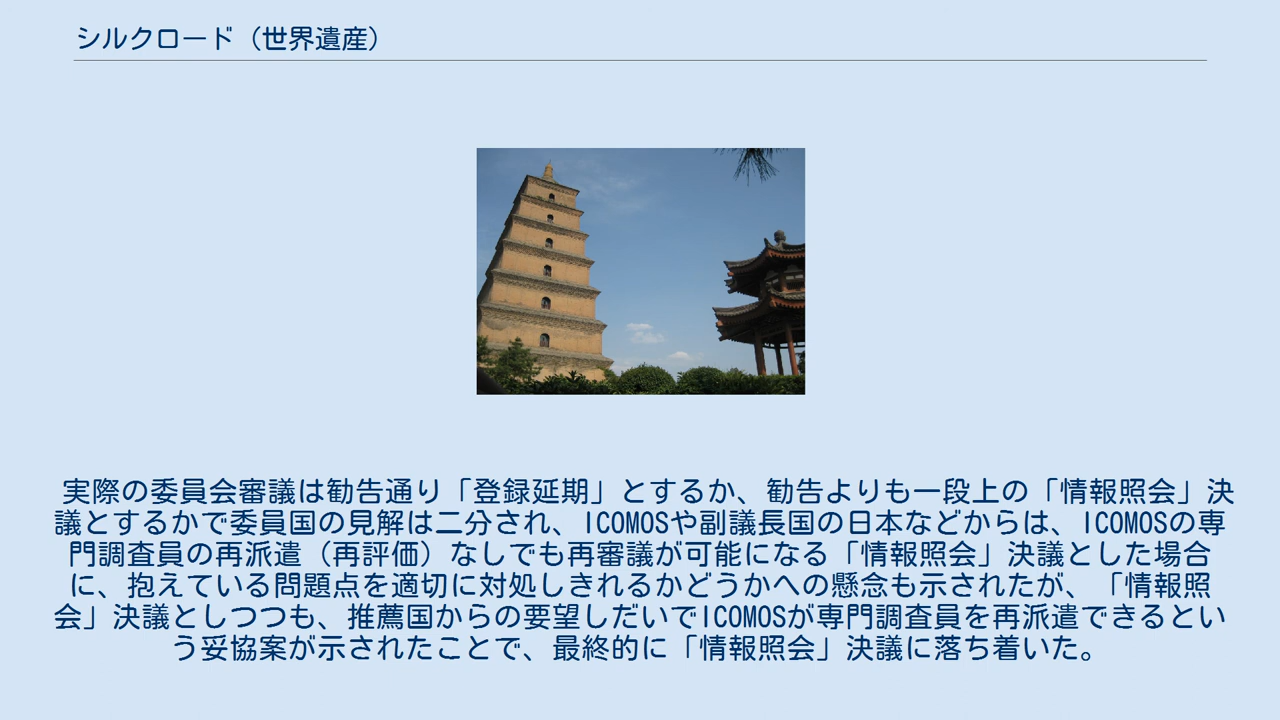 シルクロード（世界遺産）
実際の委員会審議は勧告通り「登録延期」とするか、勧告よりも一段上の「情報照会」決
議とするかで委員国の見解は二分され、ICOMOSや副議長国の日本などからは、ICOMOSの専
門調査員の再派遣（再評価）なしでも再審議が可能になる「情報照会」決議とした場合
に、抱えている問題点を適切に対処しきれるかどうかへの懸念も示されたが、「情報照
会」決議としつつも、推薦国からの要望しだいでICOMOSが専門調査員を再派遣できるとい
う妥協案が示されたことで、最終的に「情報照会」決議に落ち着いた。